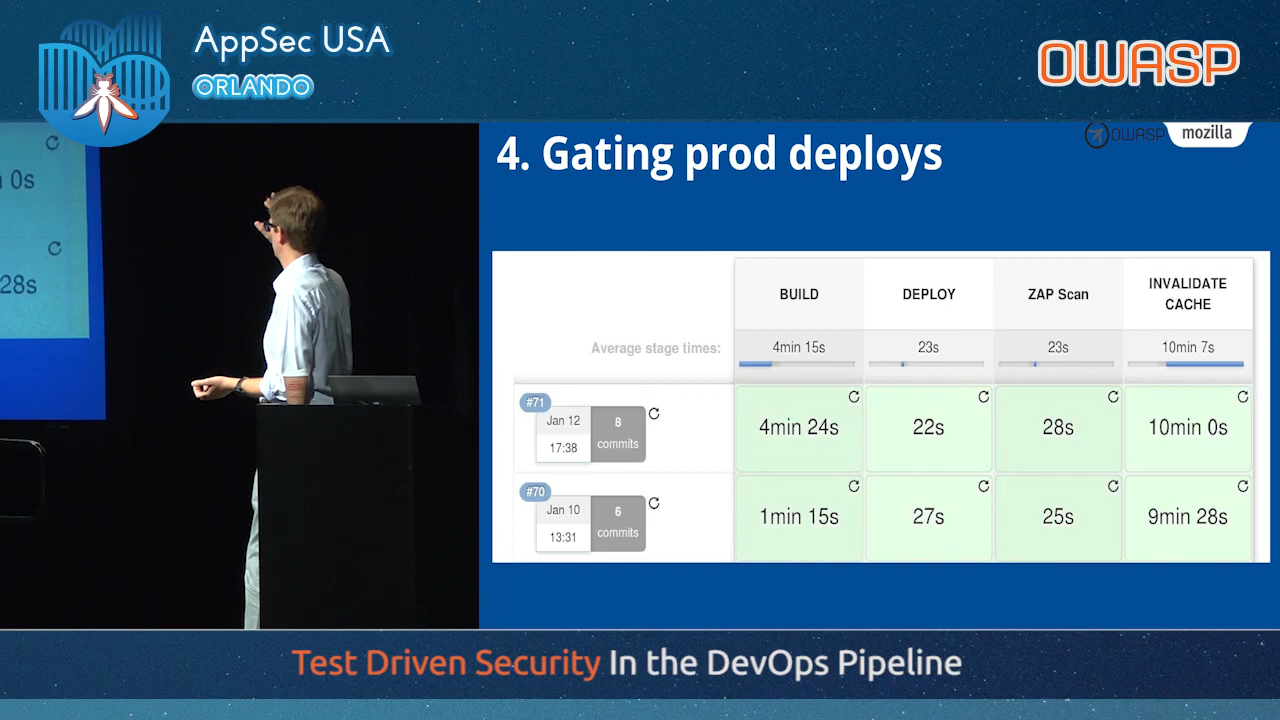 AppSec USA
ORLANDO
OWASP
OWASP mozilla
4. Gating prod deploys
0s
28s
BUILD DEPLOY ZAP Scan INVALIDATE CACHE
Average stage times: 4min 15s 23s 23s 10min 7s
#71
Jan 12 17:38 8 commits 4min 24s 22s 28s 10min 0s
#70
Jan 10 13:31 6 commits 1min 15s 27s 25s 9min 28s
Test Driven Security In the DevOps Pipeline